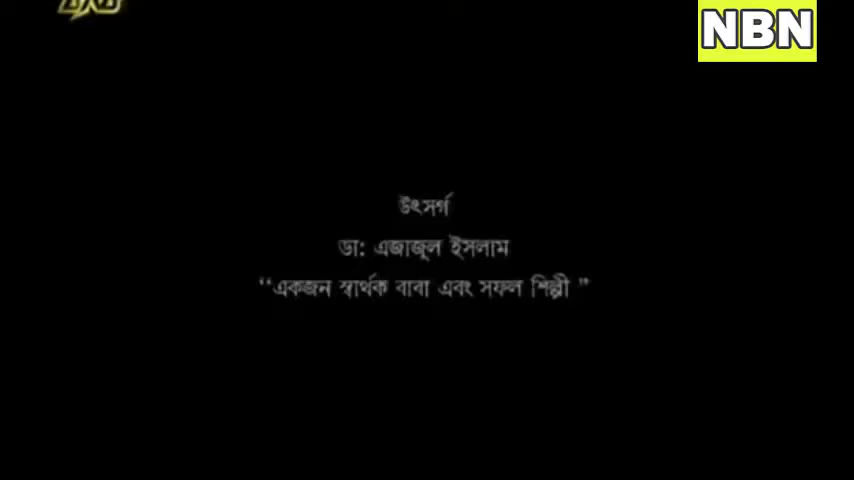 NBN
উৎসর্গ
ডা: এজাজুল ইসলাম
‘‘একজন স্বার্থক বাবা এবং সফল শিল্পী ’’